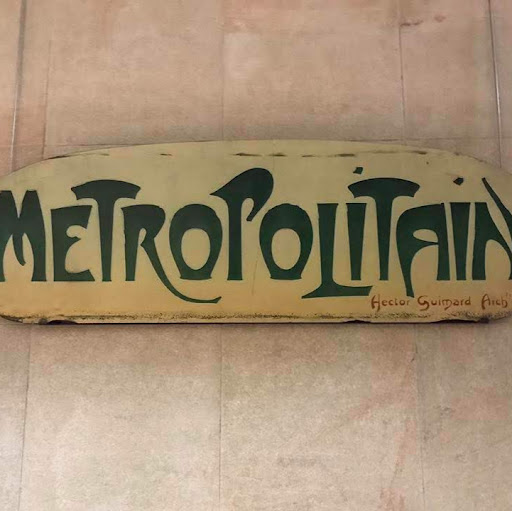 METROPOLITAIN
Hector Guimard Arch